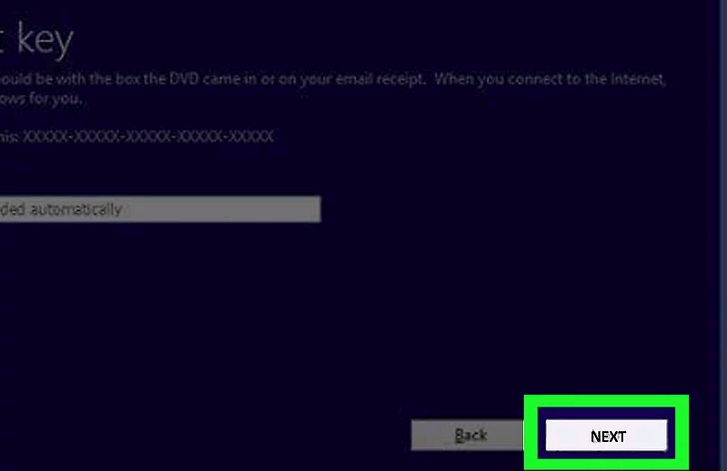 t key
ould be with the box the DVD came in or on your email receipt. When you connect to the Internet,
ows for you.
his: XXXXX-XXXXX-XXXXX-XXXXX-XXXXX
ded automatically
Back
NEXT